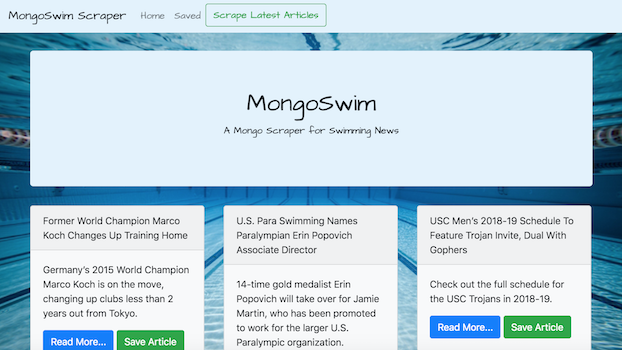 MongoSwim Scraper Home Saved Scrape Latest Articles
MongoSwim
A Mongo Scraper for Swimming News
Former World Champion Marco
Koch Changes Up Training Home
Germany's 2015 World Champion
Marco Koch is on the move,
changing up clubs less than 2
years out from Tokyo.
Read More... Save Article
U.S. Para Swimming Names
Paralympian Erin Popovich
Associate Director
14-time gold medalist Erin
Popovich will take over for Jamie
Martin, who has been promoted
to work for the larger U.S.
Paralympic organization.
USC Men's 2018-19 Schedule To
Feature Trojan Invite, Dual With
Gophers
Check out the full schedule for
the USC Trojans in 2018-19.
Read More... Save Article